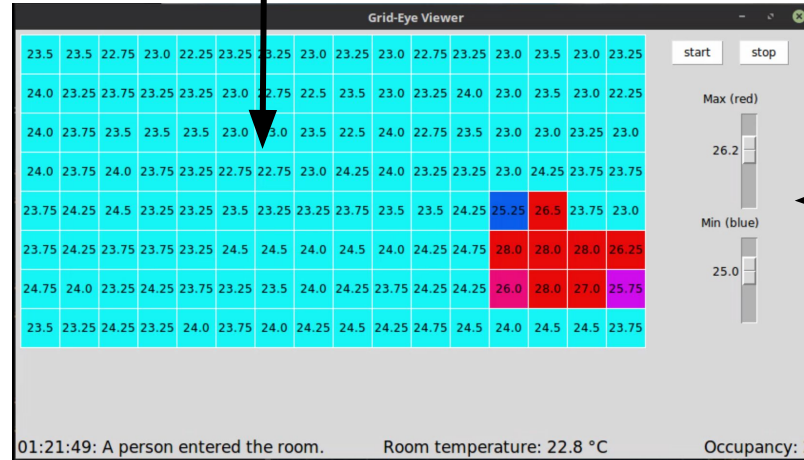 Grid-Eye Viewer
23.5 23.5 22.75 23.0 22.25 23.25 23.25 23.0 23.25 23.0 22.75 23.25 23.0 23.5 23.0 23.25
24.0 23.25 23.75 23.25 23.25 23.0 22.75 22.5 23.5 23.0 23.25 24.0 23.0 23.5 23.0 22.25
24.0 23.75 23.5 23.5 23.5 23.0 23.0 23.5 22.5 24.0 22.75 23.5 23.0 23.0 23.25 23.0
24.0 23.75 24.0 23.75 23.25 22.75 22.75 23.0 24.25 24.0 23.25 23.25 23.0 24.25 23.75 23.75
23.75 24.25 24.5 23.25 23.25 23.5 23.25 23.25 23.75 23.5 23.5 24.25 25.25 26.5 23.75 23.0
23.75 24.25 23.75 23.75 23.25 24.5 24.5 24.0 24.5 24.0 24.25 24.75 28.0 28.0 28.0 26.25
24.75 24.0 23.25 24.25 23.75 23.25 23.5 24.0 24.25 23.75 24.25 24.25 26.0 28.0 27.0 25.75
23.5 23.25 24.25 23.25 24.0 23.75 24.0 24.25 24.5 24.25 24.75 24.5 24.0 24.5 24.5 23.75
start stop
Max (red)
26.2
Min (blue)
25.0
01:21:49: A person entered the room. Room temperature: 22.8 °C Occupancy: